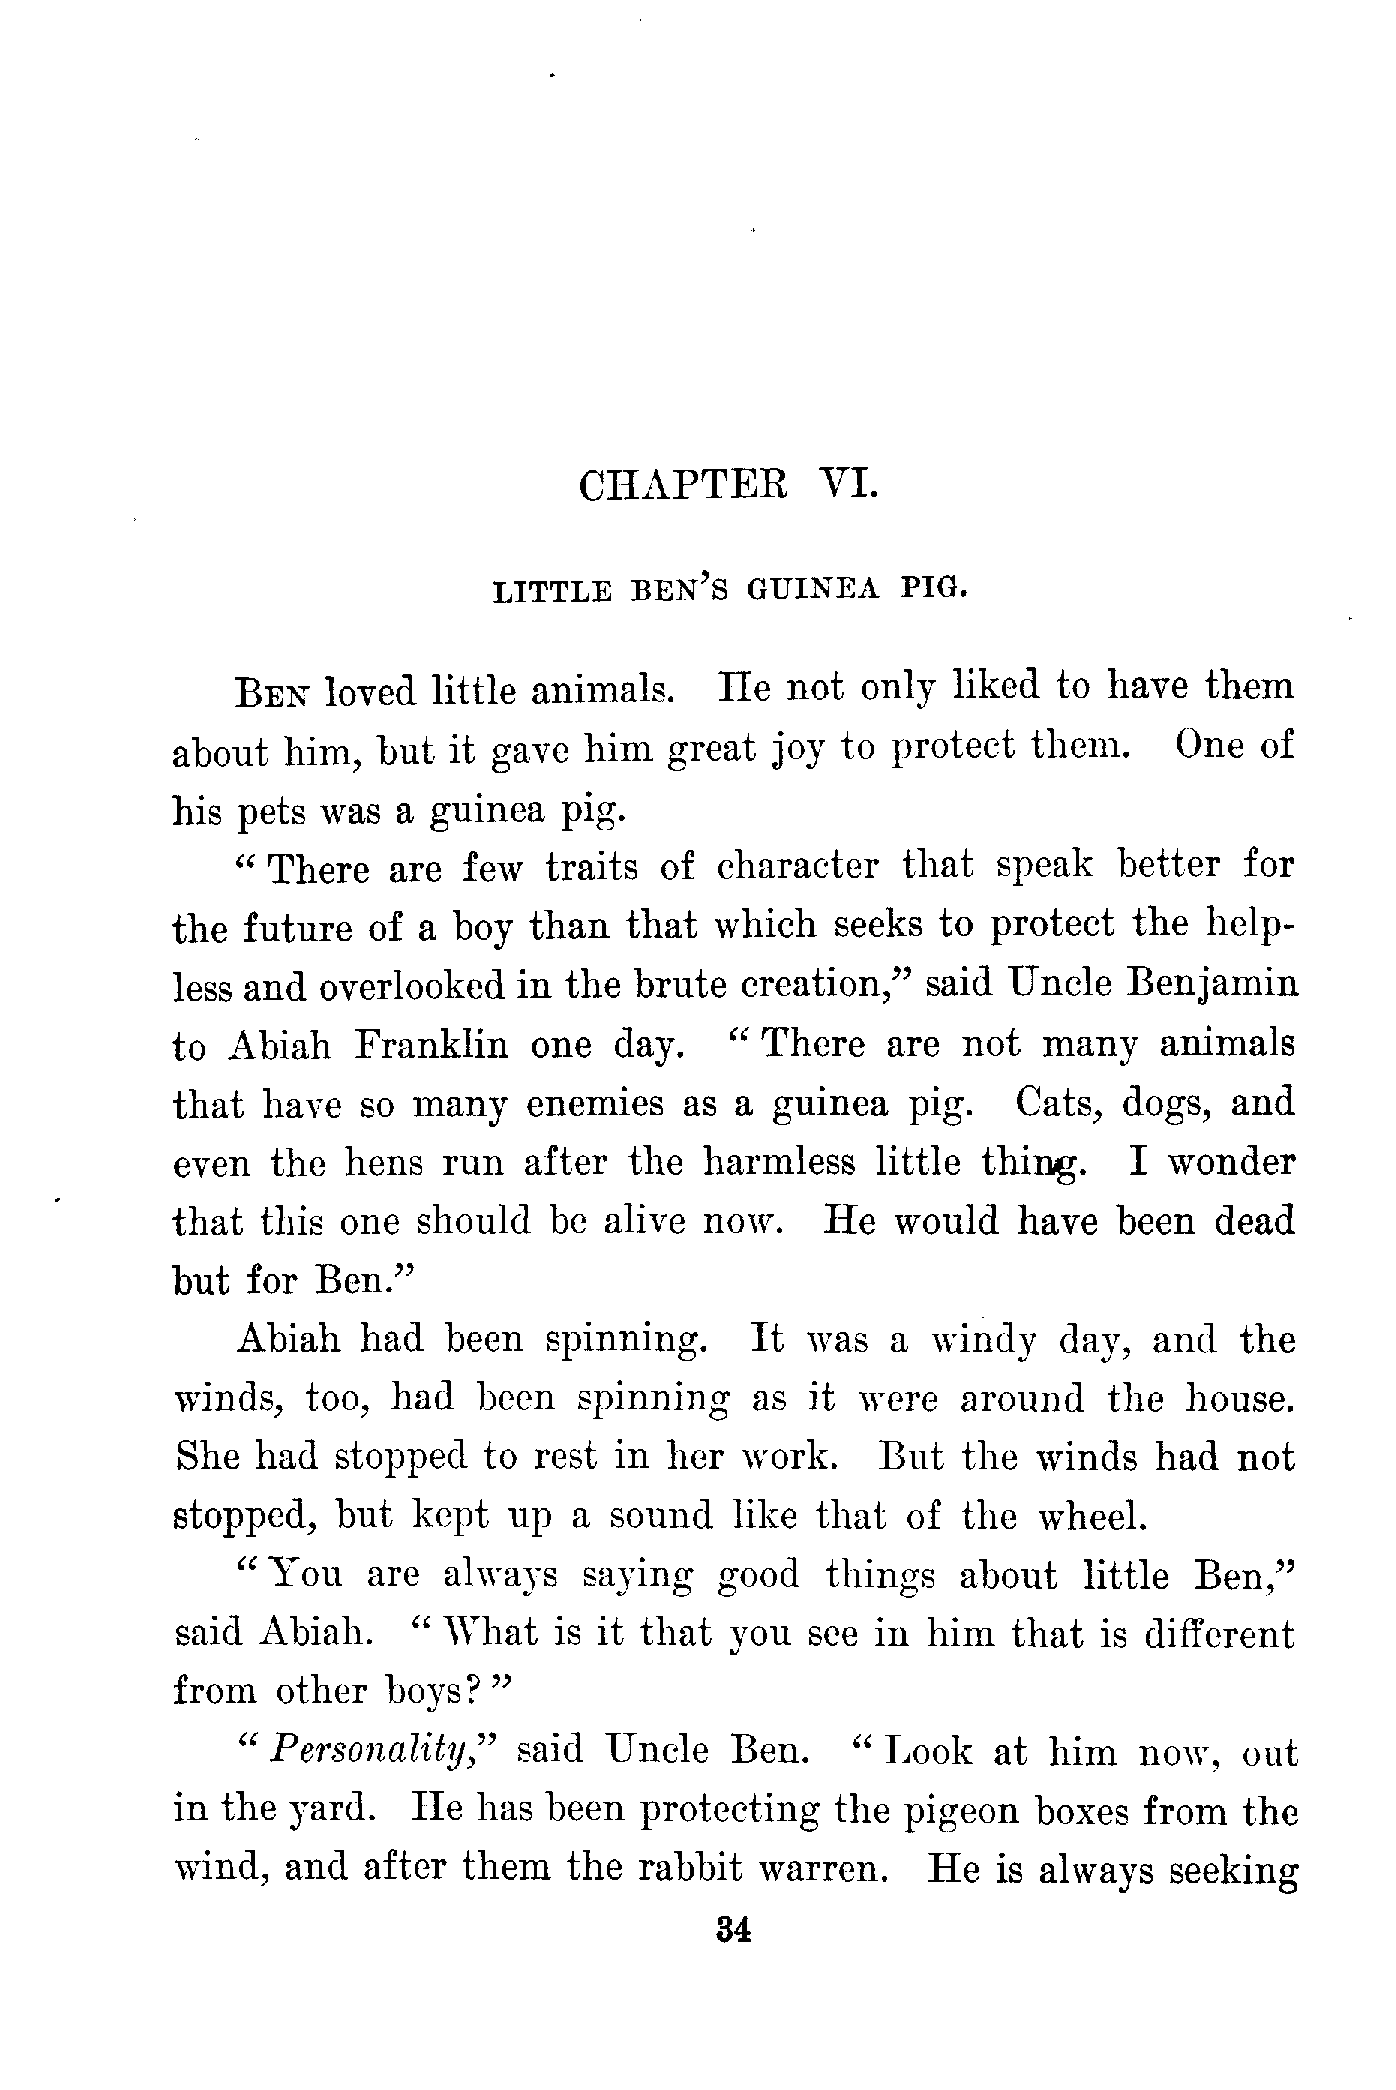 CHAPTER VI.
LITTLE BEN'S GUINEA PIG.
BEN loved little animals. He not only liked to have them
about him, but it gave him great joy to protect them. One of
his pets was a guinea pig.
“ There are few traits of character that speak better for
the future of a boy than that which seeks to protect the help-
less and overlooked in the brute creation,” said Uncle Benjamin
to Abiah Franklin one day. “ There are not many animals
that have so many enemies as a guinea pig. Cats, dogs, and
even the hens run after the harmless little thing. I wonder
that this one should be alive now. He would have been dead
but for Ben.”
Abiah had been spinning. It was a windy day, and the
winds, too, had been spinning as it were around the house.
She had stopped to rest in her work. But the winds had not
stopped, but kept up a sound like that of the wheel.
“ You are always saying good things about little Ben,”
said Abiah. “ What is it that you see in him that is different
from other boys? ”
“ Personality,” said Uncle Ben. “ Look at him now, out
in the yard. He has been protecting the pigeon boxes from the
wind, and after them the rabbit warren. He is always seeking
34